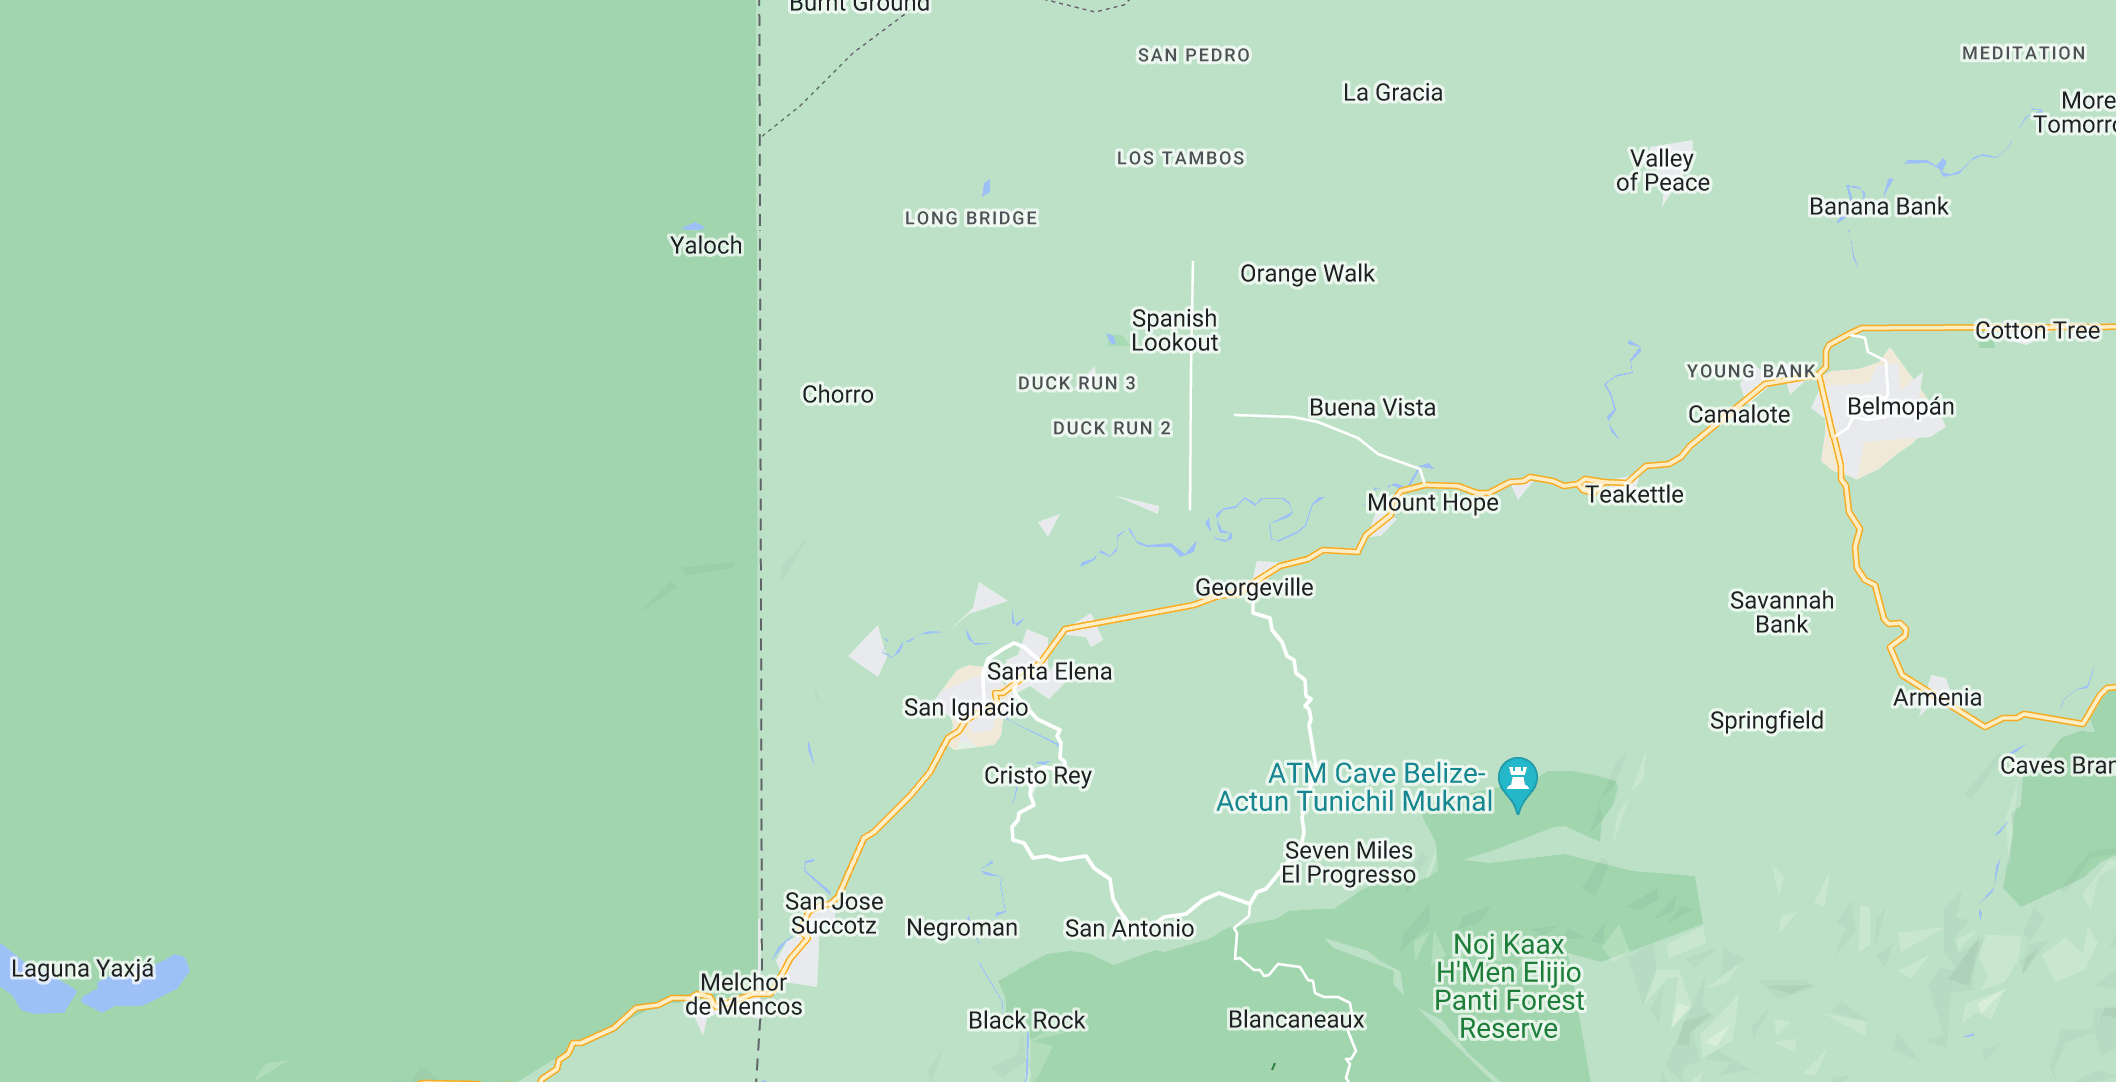 Burnt Ground
SAN PEDRO
MEDITATION
La Gracia
More
Tomorro
LOS TAMBOS
Valley
of Peace
Banana Bank
LONG BRIDGE
Yaloch
Orange Walk
Spanish
Lookout
Cotton Tree
YOUNG BANK
DUCK RUN 3
Chorro
Buena Vista
Belmopán
Camalote
DUCK RUN 2
Teakettle
Mount Hope
Georgeville
Savannah
Bank
Santa Elena
Armenia
San Ignacio
Springfield
Caves Bran
Cristo Rey
ATM Cave Belize-
Actun Tunichil Muknal
Seven Miles
El Progresso
San Jose
Succotz
Negroman
San Antonio
Noj Kaax
H'Men Elijio
Panti Forest
Reserve
Laguna Yaxjá
Melchor
de Mencos
Black Rock
Blancaneaux